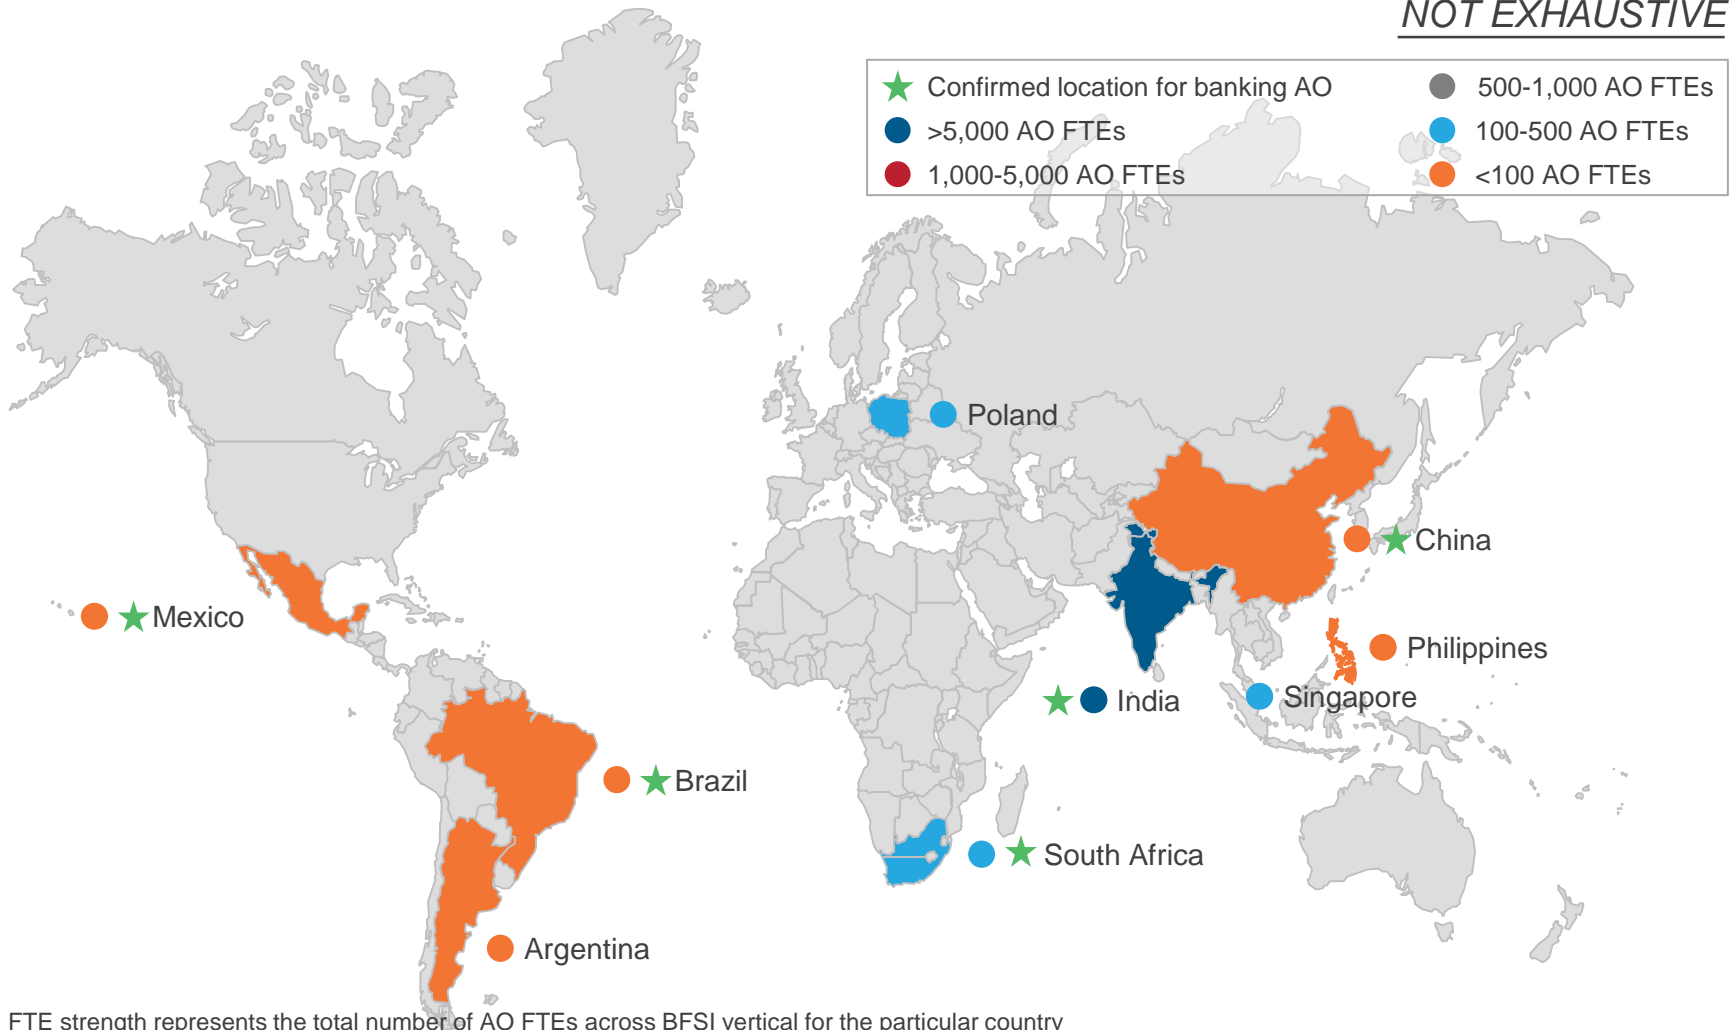 NOT EXHAUSTIVE
Confirmed location for banking AO
500-1,000 AO FTEs
>5,000 AO FTEs
100-500 AO FTEs
1,000-5,000 AO FTEs
<100 AO FTEs
Poland
China
Mexico
Philippines
Singapore
India
Brazil
South Africa
Argentina
FTE strength represents the total number of AO FTEs across BFSI vertical for the particular country